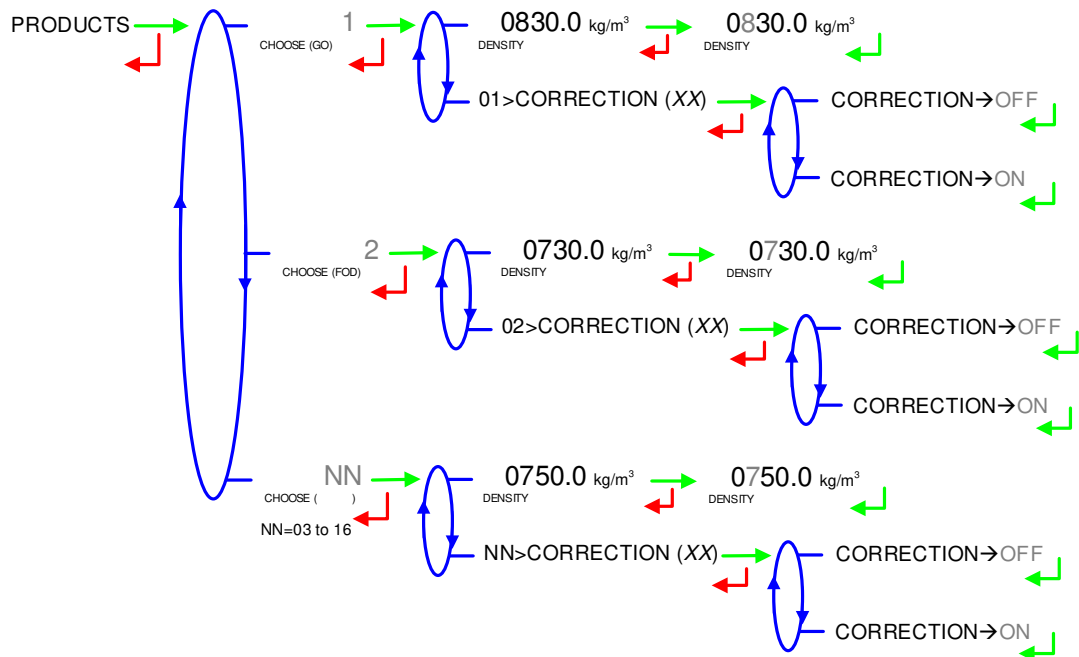 PRODUCTS
1
CHOOSE (GO)
0830.0 kg/m³
DENSITY
0830.0 kg/m³
DENSITY
01>CORRECTION (XX)
CORRECTION→OFF
CORRECTION→ON
2
CHOOSE (FOD)
0730.0 kg/m³
DENSITY
0730.0 kg/m³
DENSITY
02>CORRECTION (XX)
CORRECTION→OFF
CORRECTION→ON
NN
CHOOSE ( )
NN=03 to 16
0750.0 kg/m³
DENSITY
0750.0 kg/m³
DENSITY
NN>CORRECTION (XX)
CORRECTION→OFF
CORRECTION→ON